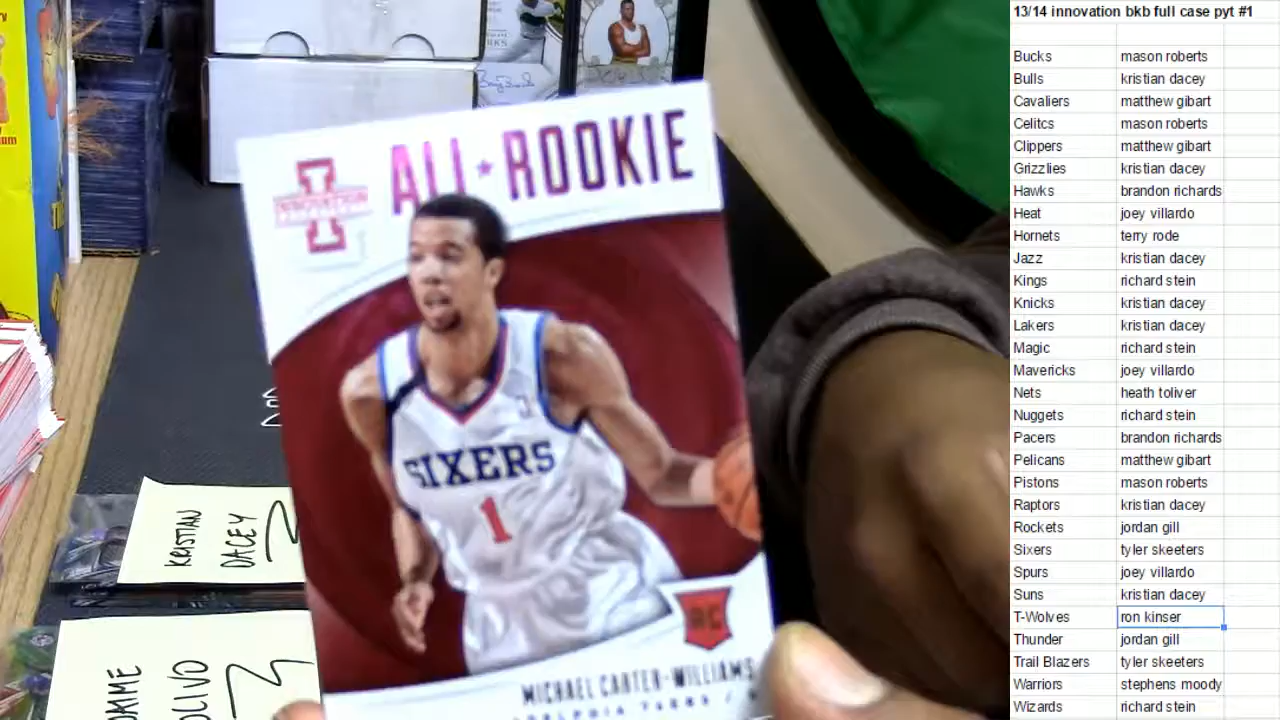 13/14 innovation bkb full case pyt #1
Bucks mason roberts
Bulls kristian dacey
Cavaliers matthew gibart
Celitcs mason roberts
Clippers matthew gibart
Grizzlies kristian dacey
Hawks brandon richards
Heat joey villardo
Hornets terry rode
Jazz kristian dacey
Kings richard stein
Knicks kristian dacey
Lakers kristian dacey
Magic richard stein
Mavericks joey villardo
Nets heath toliver
Nuggets richard stein
Pacers brandon richards
Pelicans matthew gibart
Pistons mason roberts
Raptors kristian dacey
Rockets jordan gill
Sixers tyler skeeters
Spurs joey villardo
Suns kristian dacey
T-Wolves ron kinser
Thunder jordan gill
Trail Blazers tyler skeeters
Warriors stephens moody
Wizards richard stein
ALL★ROOKIE
INNOVATION
SIXERS
1
RC
MICHAEL CARTER-WILLIAMS
KRISTIAN
DACEY